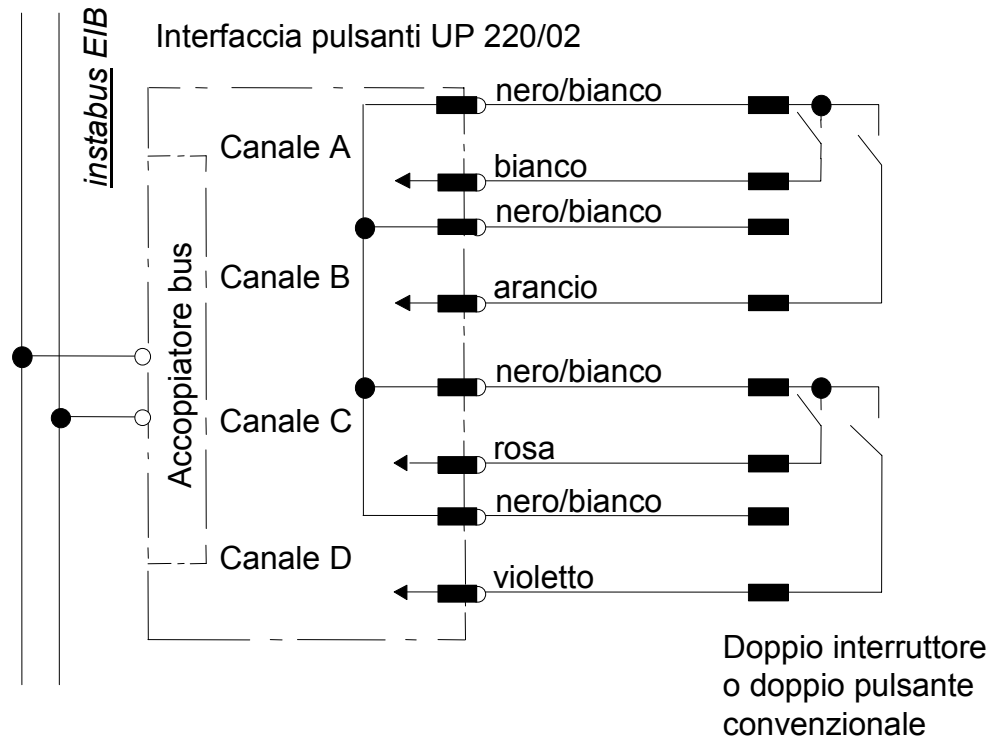 instabus EIB
Interfaccia pulsanti UP 220/02
Accoppiatore bus
Canale A
nero/bianco
bianco
nero/bianco
Canale B
arancio
nero/bianco
Canale C
rosa
nero/bianco
Canale D
violetto
Doppio interruttore
o doppio pulsante
convenzionale